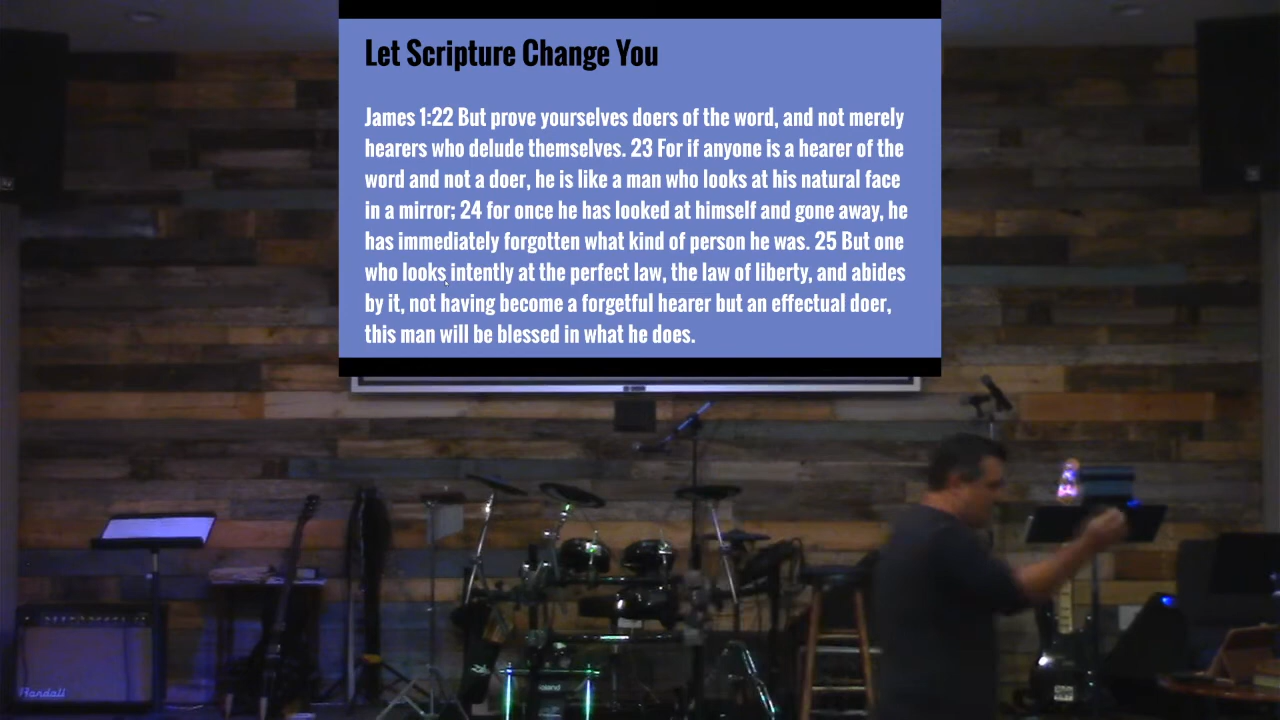 Let Scripture Change You
James 1:22 But prove yourselves doers of the word, and not merely
hearers who delude themselves. 23 For if anyone is a hearer of the
word and not a doer, he is like a man who looks at his natural face
in a mirror; 24 for once he has looked at himself and gone away, he
has immediately forgotten what kind of person he was. 25 But one
who looks intently at the perfect law, the law of liberty, and abides
by it, not having become a forgetful hearer but an effectual doer,
this man will be blessed in what he does.
Randall
Roland